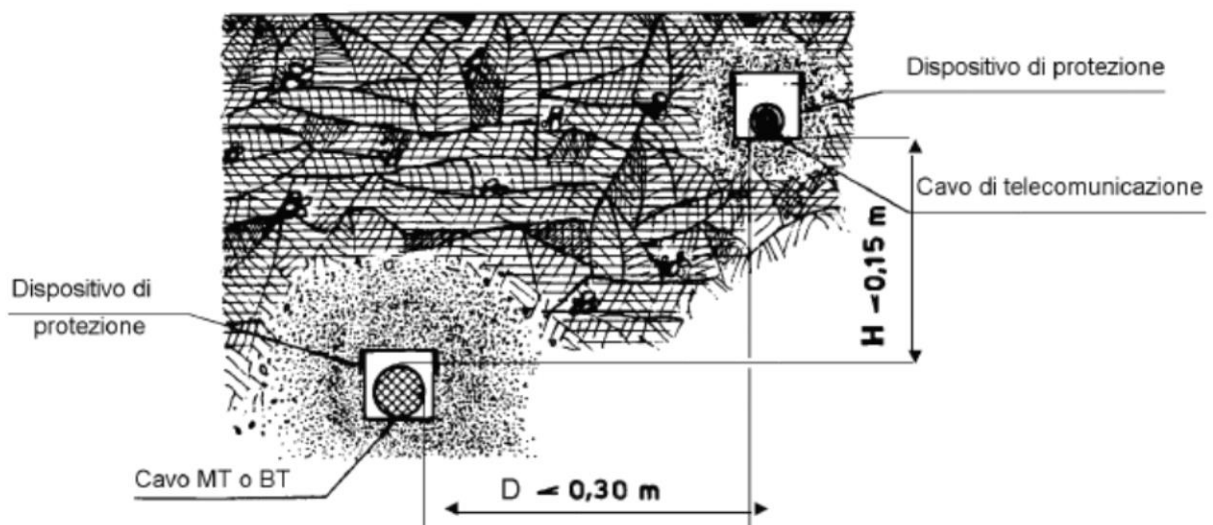 Dispositivo di protezione
Cavo di telecomunicazione
H < 0,15 m
Dispositivo di
protezione
Cavo MT o BT
D < 0,30 m